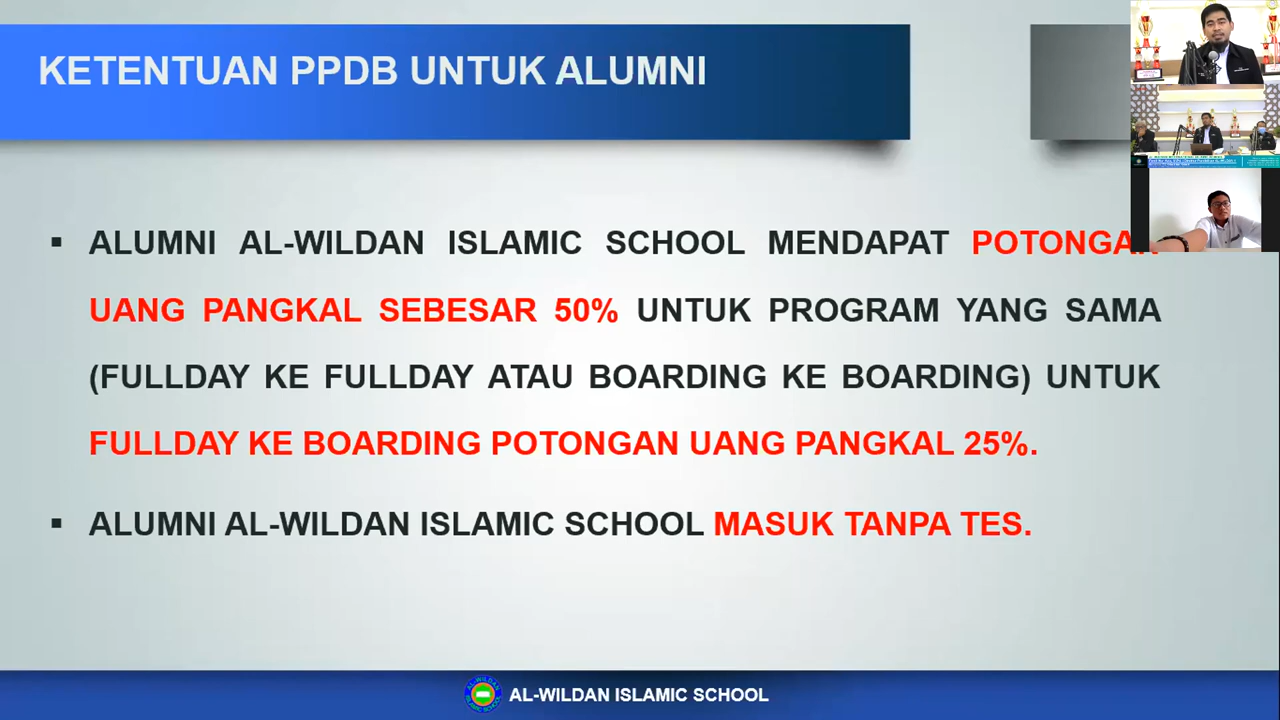 KETENTUAN PPDB UNTUK ALUMNI
▪ ALUMNI AL-WILDAN ISLAMIC SCHOOL MENDAPAT POTONGAN
UANG PANGKAL SEBESAR 50% UNTUK PROGRAM YANG SAMA
(FULLDAY KE FULLDAY ATAU BOARDING KE BOARDING) UNTUK
FULLDAY KE BOARDING POTONGAN UANG PANGKAL 25%.
▪ ALUMNI AL-WILDAN ISLAMIC SCHOOL MASUK TANPA TES.
AL-WILDAN ISLAMIC SCHOOL